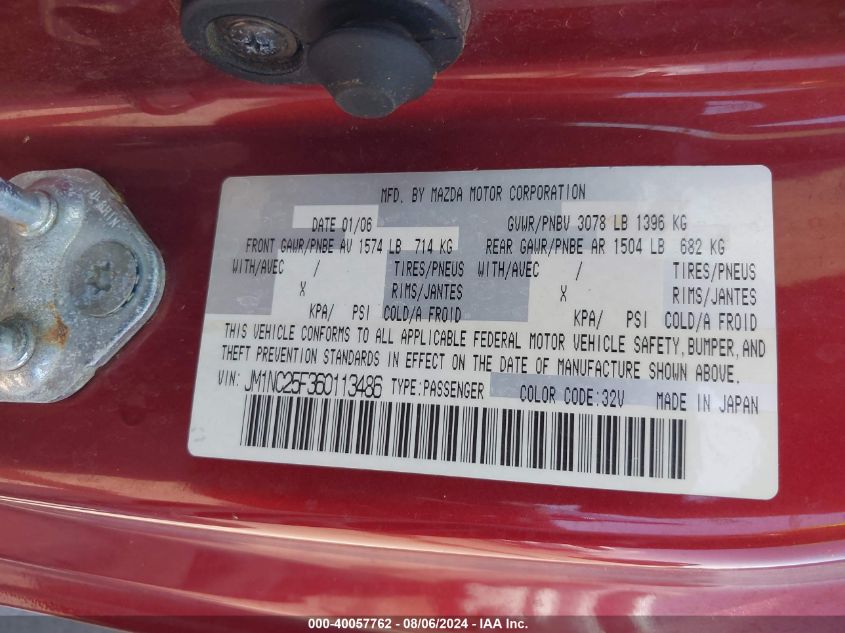 MFD. BY MAZDA MOTOR CORPORATION
DATE 01/06 GVWR/PNBV 3078 LB 1396 KG
FRONT GAWR/PNBE AV 1574 LB 714 KG REAR GAWR/PNBE AR 1504 LB 682 KG
WITH/AVEC / TIRES/PNEUS WITH/AVEC / TIRES/PNEUS
X RIMS/JANTES X RIMS/JANTES
KPA/ PSI COLD/A FROID KPA/ PSI COLD/A FROID
THIS VEHICLE CONFORMS TO ALL APPLICABLE FEDERAL MOTOR VEHICLE SAFETY, BUMPER, AND
THEFT PREVENTION STANDARDS IN EFFECT ON THE DATE OF MANUFACTURE SHOWN ABOVE.
VIN: JM1NC25F360113486 TYPE:PASSENGER COLOR CODE:32V MADE IN JAPAN
000-40057762 - 08/06/2024 - https://www.iaai.com/